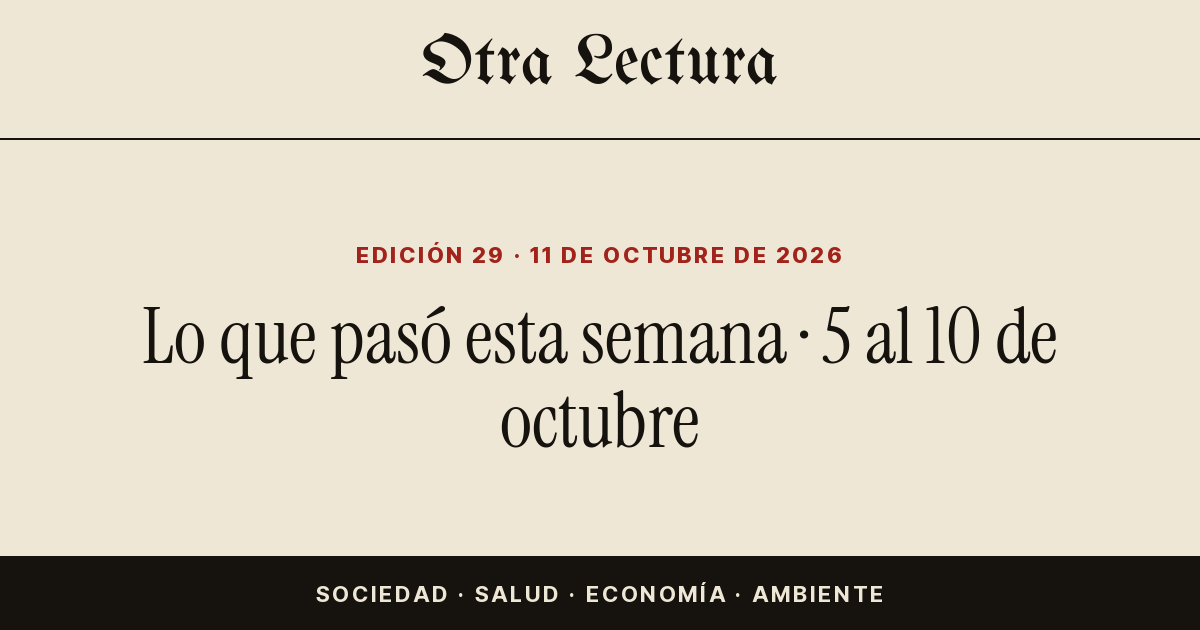 Otra Lectura
EDICIÓN 29 · 11 DE OCTUBRE DE 2026
Lo que pasó esta semana · 5 al 10 de
octubre
SOCIEDAD · SALUD · ECONOMÍA · AMBIENTE